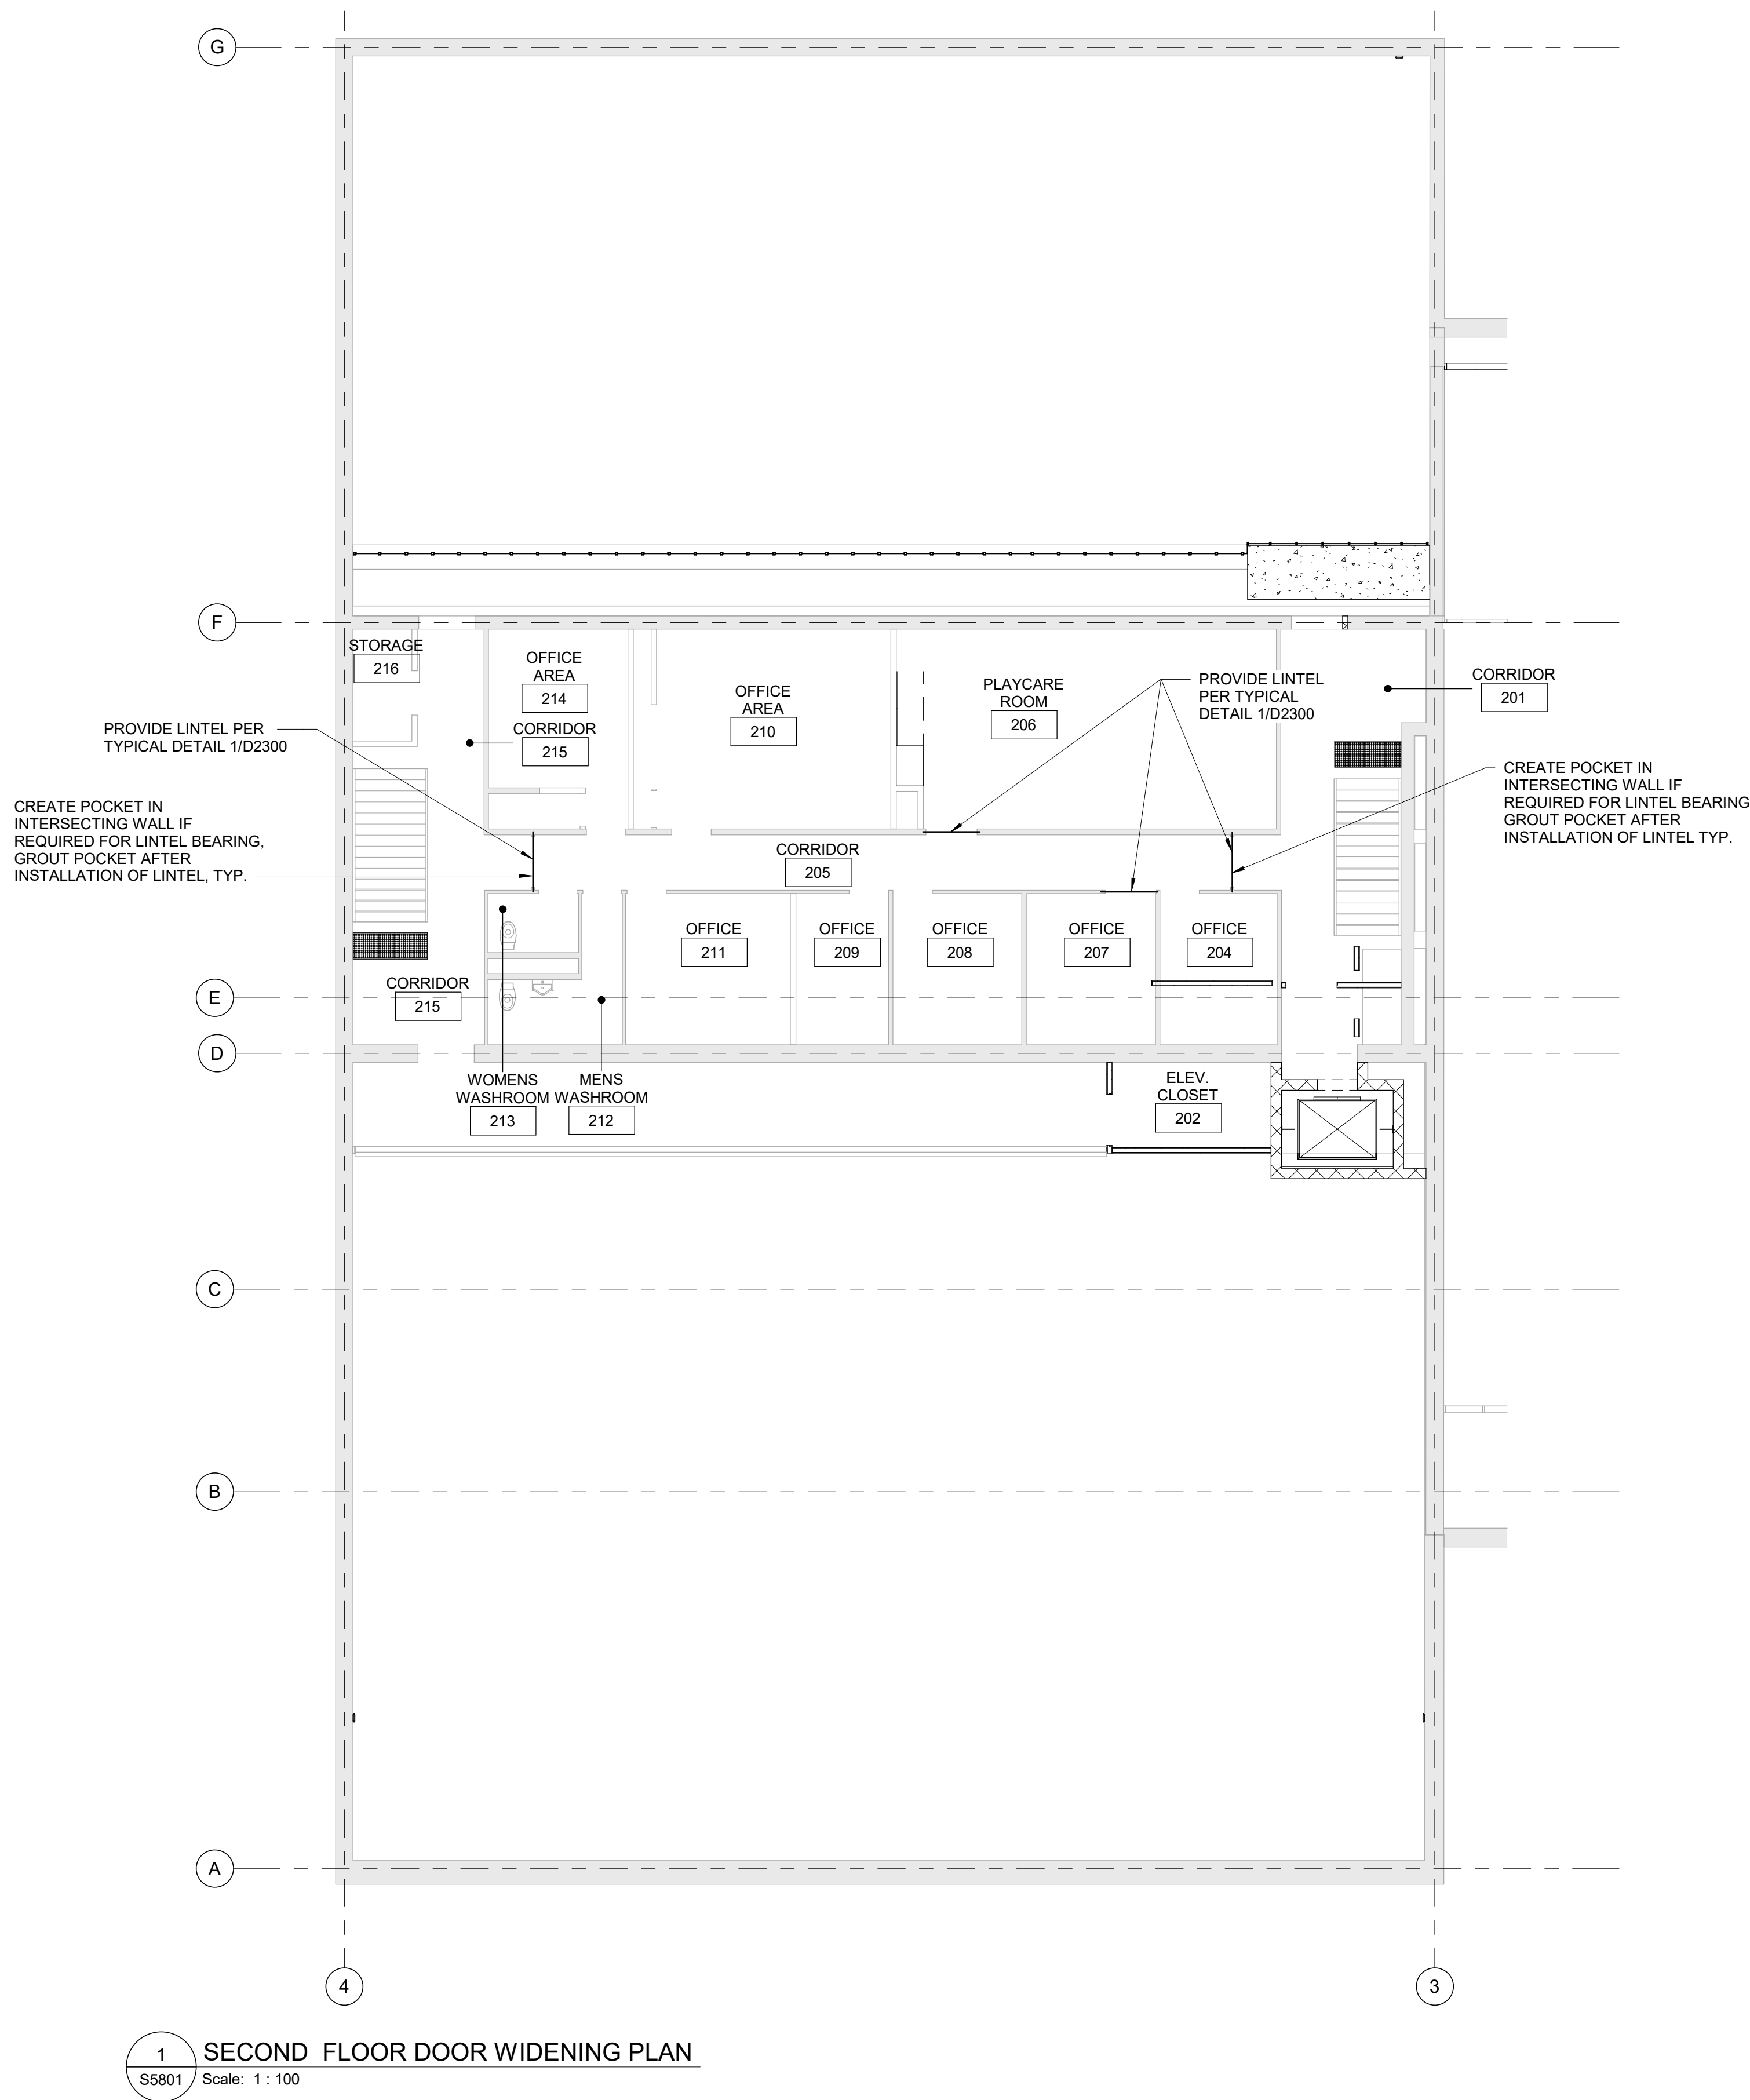 G
F
STORAGE
216
OFFICE
AREA
214
OFFICE
AREA
210
PLAYCARE
ROOM
206
PROVIDE LINTEL
PER TYPICAL
DETAIL 1/D2300
CORRIDOR
201
PROVIDE LINTEL PER
TYPICAL DETAIL 1/D2300
CORRIDOR
215
CREATE POCKET IN
INTERSECTING WALL IF
REQUIRED FOR LINTEL BEARING,
GROUT POCKET AFTER
INSTALLATION OF LINTEL, TYP.
CREATE POCKET IN
INTERSECTING WALL IF
REQUIRED FOR LINTEL BEARING
GROUT POCKET AFTER
INSTALLATION OF LINTEL TYP.
CORRIDOR
205
OFFICE
211
OFFICE
209
OFFICE
208
OFFICE
207
OFFICE
204
CORRIDOR
215
E
D
WOMENS
WASHROOM
213
MENS
WASHROOM
212
ELEV.
CLOSET
202
C
B
A
4
3
1
S5801
SECOND FLOOR DOOR WIDENING PLAN
Scale: 1 : 100